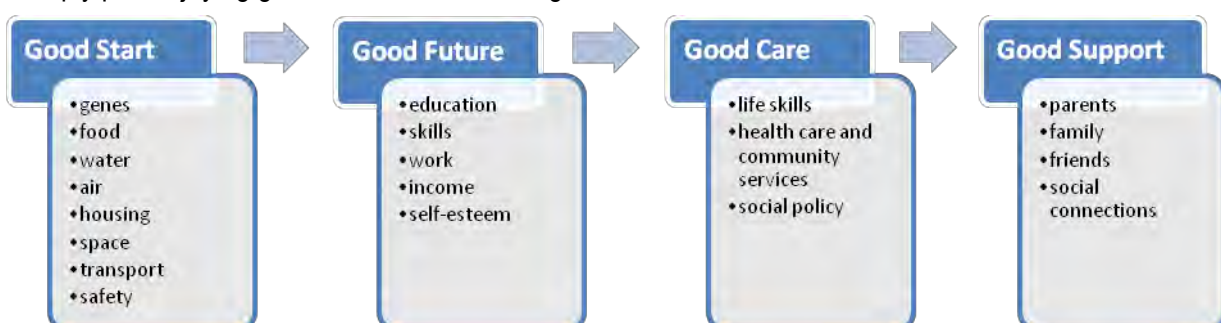 Good Start
•genes
•food
•water
•air
•housing
•space
•transport
•safety
Good Future
•education
•skills
•work
•income
•self-esteem
Good Care
•life skills
•health care and
community
services
•social policy
Good Support
•parents
•family
•friends
•social
connections